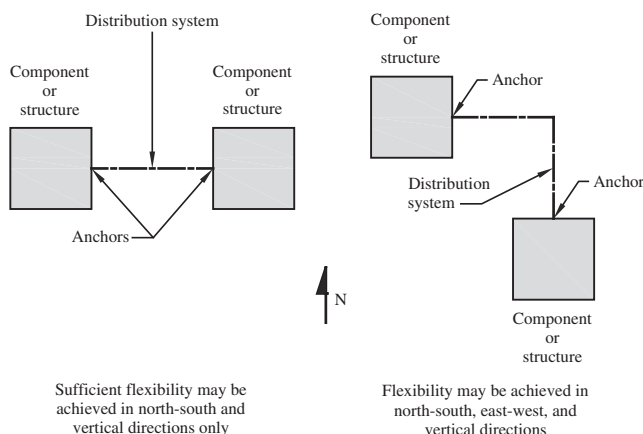 Distribution system
Component
or
structure
Component
or
structure
Anchors
Sufficient flexibility may be
achieved in north-south and
vertical directions only
N
Component
or
structure
Anchor
Distribution
system
Anchor
Component
or
structure
Flexibility may be achieved in
north-south, east-west, and
vertical directions